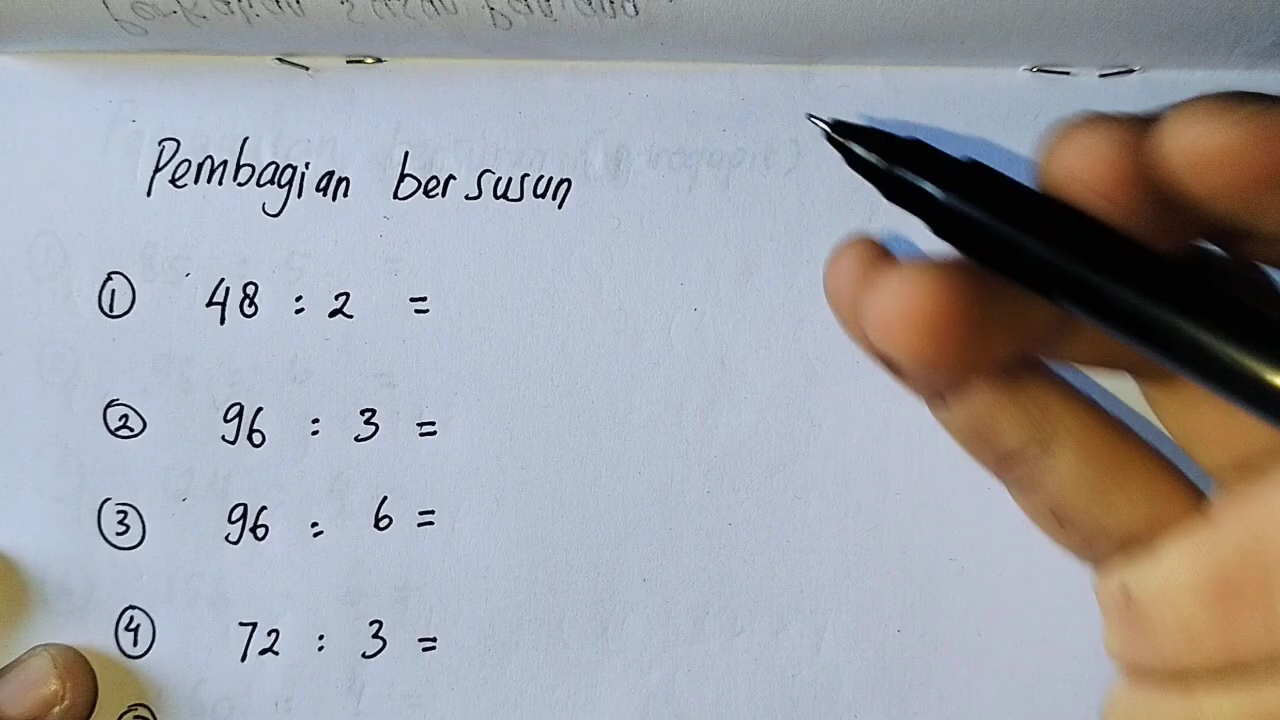 Pembagian bersusun
① 48 : 2 =
② 96 : 3 =
③ 96 : 6 =
④ 72 : 3 =